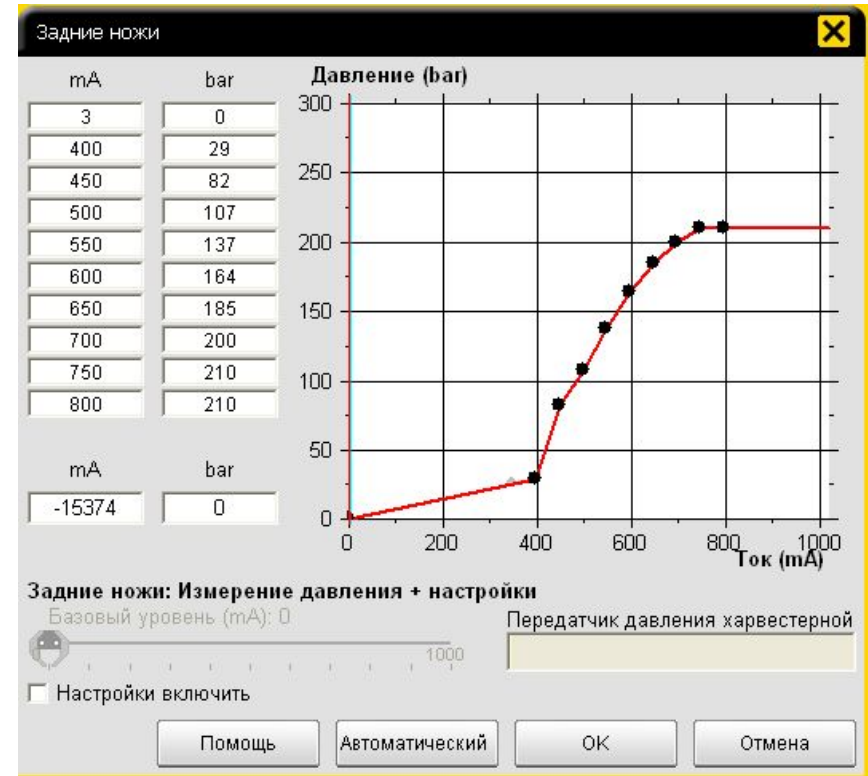 Задние ножи
mA bar
3 0
400 29
450 82
500 107
550 137
600 164
650 185
700 200
750 210
800 210
mA bar
-15374 0
Давление (bar)
300
250
200
150
100
50
0
0 200 400 600 800 1000
Ток (mA)
Задние ножи: Измерение давления + настройки
Базовый уровень (mA): 0
1000
Передатчик давления харвестерной
Настройки включить
Помощь Автоматический OK Отмена